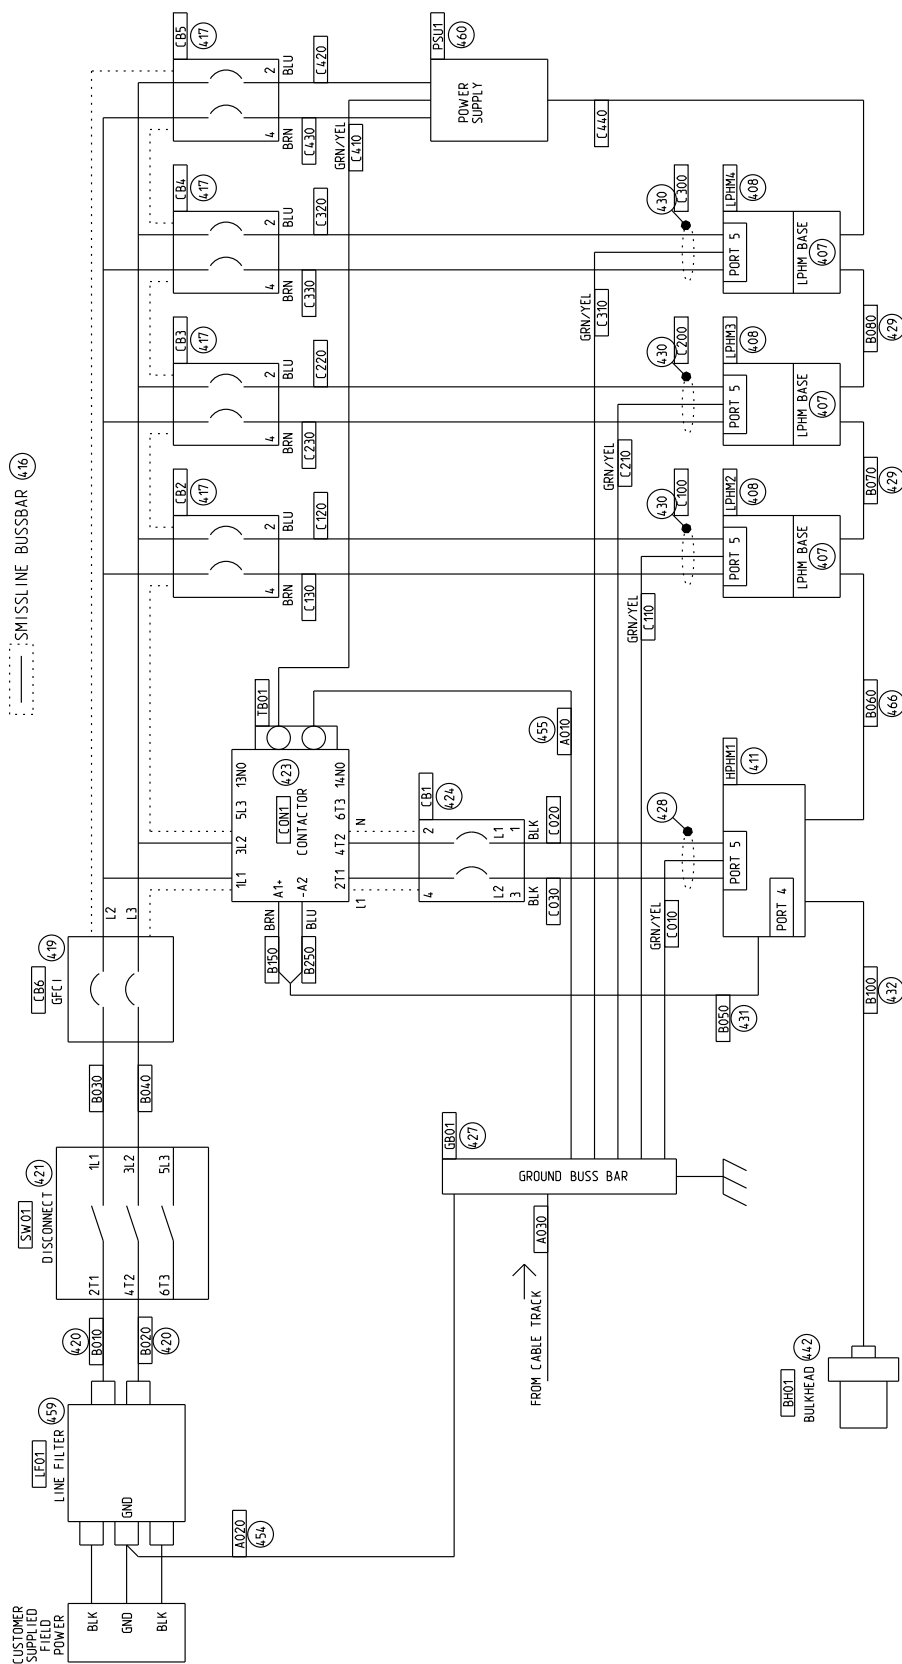 SMISSLINE BUSSBAR
416
CUSTOMER
SUPPLIED
FIELD
POWER
BLK
GND
BLK
LF01
LINE FILTER
459
GND
A020
454
B010
420
B020
420
SW01
DISCONNECT
421
2T1
1L1
4T2
3L2
6T3
5L3
B030
B040
CB6
GFCI
419
L2
L3
CB5
417
2
BLU
C420
4
BRN
C430
CB4
417
2
BLU
C320
4
BRN
C330
CB3
417
2
BLU
C220
4
BRN
C230
CB2
417
2
BLU
C120
4
BRN
C130
PSU1
460
POWER
SUPPLY
GRN/YEL
C410
C440
TB01
1L1
3L2
5L3
13NO
A1+
-A2
CON1
CONTACTOR
423
2T1
4T2
6T3
14NO
BRN
B150
BLU
B250
L1
N
CB1
424
2
4
L1
1
L2
3
BLK
C020
BLK
C030
455
A010
GRN/YEL
C010
428
HPHM1
411
PORT 5
PORT 4
B050
431
B060
466
B100
432
GRN/YEL
C110
430
C100
LPHM2
408
PORT 5
LPHM BASE
407
B070
429
GRN/YEL
C210
430
C200
LPHM3
408
PORT 5
LPHM BASE
407
B080
429
GRN/YEL
C310
430
C300
LPHM4
408
PORT 5
LPHM BASE
407
GB01
427
GROUND BUSS BAR
A030
FROM CABLE TRACK
BH01
BULKHEAD
442